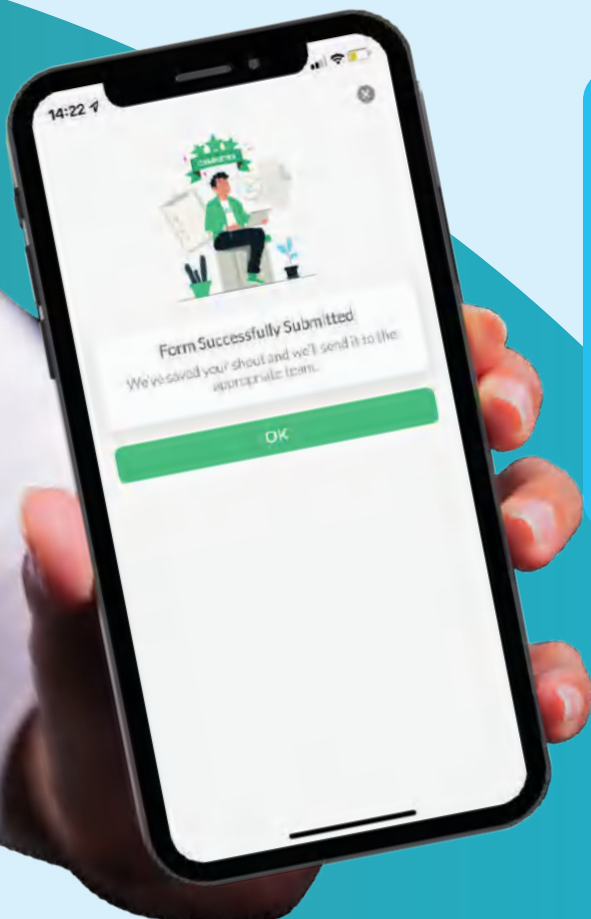 14:22
COMPLETED
Form Successfully Submitted
We've saved your shout and we'll send it to the
appropriate team.
OK